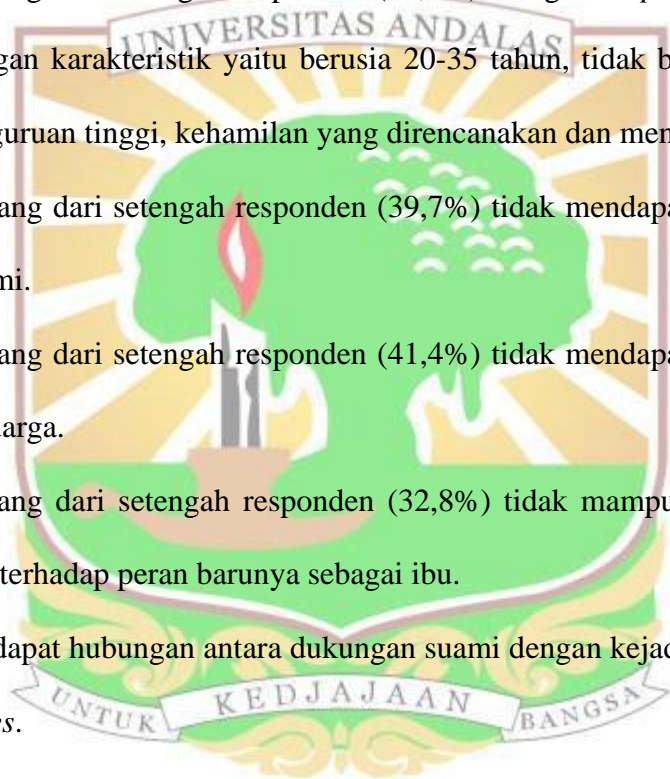 UNIVERSITAS ANDALAS
gan karakteristik yaitu berusia 20-35 tahun, tidak b
guruan tinggi, kehamilan yang direncanakan dan men
ang dari setengah responden (39,7%) tidak mendapa
mi.
ang dari setengah responden (41,4%) tidak mendapa
uarga.
ang dari setengah responden (32,8%) tidak mampu
terhadap peran barunya sebagai ibu.
dapat hubungan antara dukungan suami dengan kejad
es.
UNTUK KEDJAJAAN BANGSA